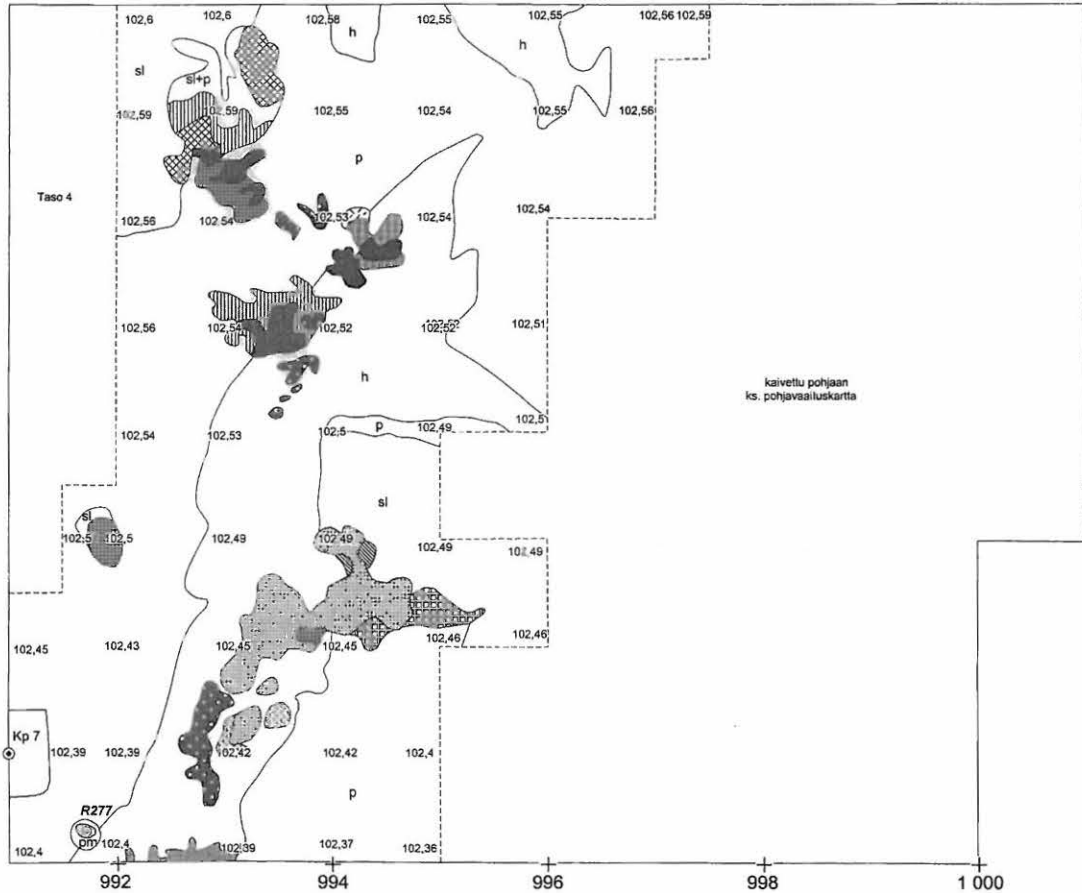 102,6 102,6 102,58 102,55 102,55 102,56 102,59
h
h
sl
sl+p
102,59 102,59 102,55 102,54 102,55 102,56
p
Taso 4
102,56 102,54 102,53 102,54 102,54
102,56 102,54 102,52 102,52 102,51
h
kaivettu pohjaan
ks. pohjavaaituskartta
102,54 102,53 102,5 p 102,49 102,5
sl
sl
102,5 102,5 102,49 102,49 102,49 102,49
102,45 102,43 102,45 102,45 102,46 102,46
Kp 7
102,39 102,39 102,42 102,42 102,4
p
R277
pm
102,4 102,4 102,39 102,37 102,36
992 994 996 998 1 000